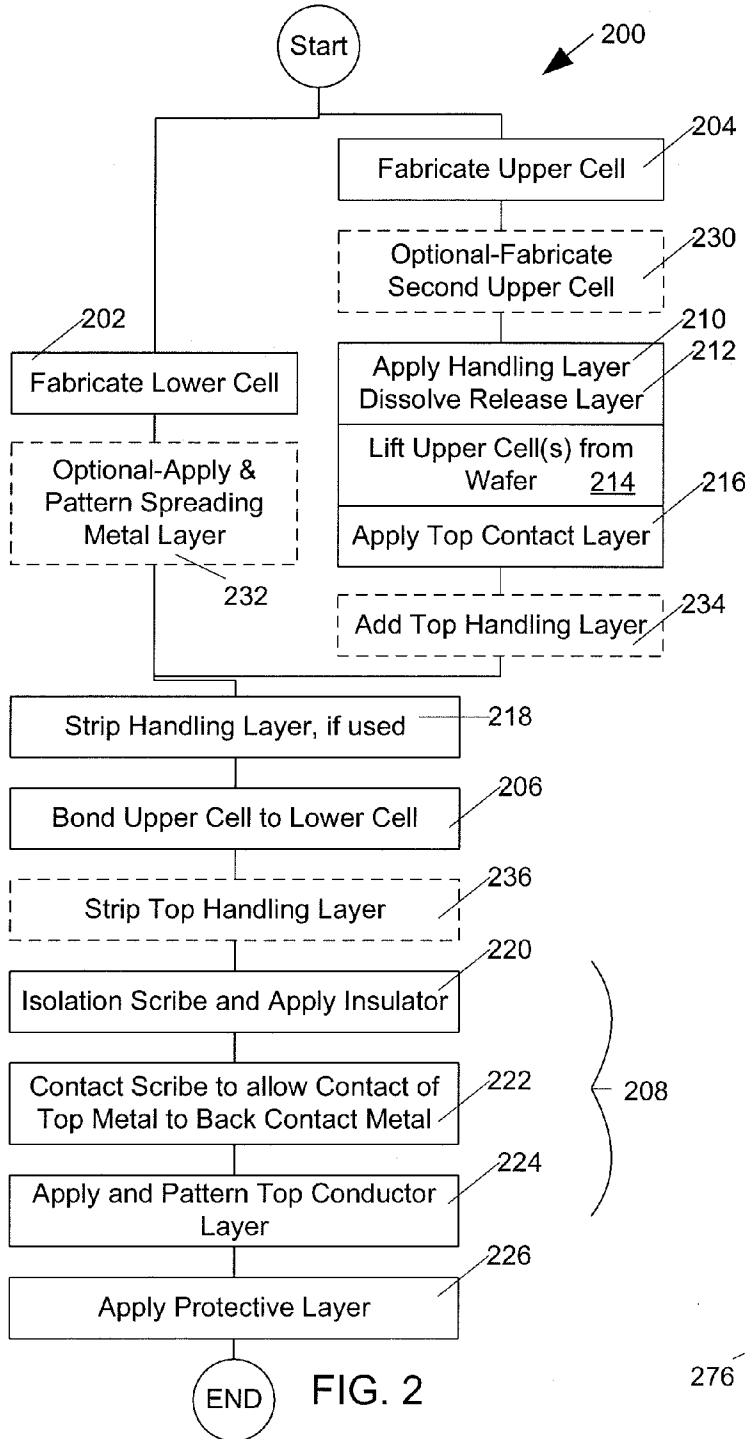 Start
200
204
Fabricate Upper Cell
230
Optional-Fabricate
Second Upper Cell
202
Fabricate Lower Cell
210
212
Apply Handling Layer
Dissolve Release Layer
Lift Upper Cell(s) from
Wafer 214
216
Apply Top Contact Layer
Optional-Apply &
Pattern Spreading
Metal Layer
232
234
Add Top Handling Layer
Strip Handling Layer, if used
218
Bond Upper Cell to Lower Cell
206
236
Strip Top Handling Layer
220
Isolation Scribe and Apply Insulator
Contact Scribe to allow Contact of
Top Metal to Back Contact Metal
222
208
224
Apply and Pattern Top Conductor
Layer
226
Apply Protective Layer
END
FIG. 2
276